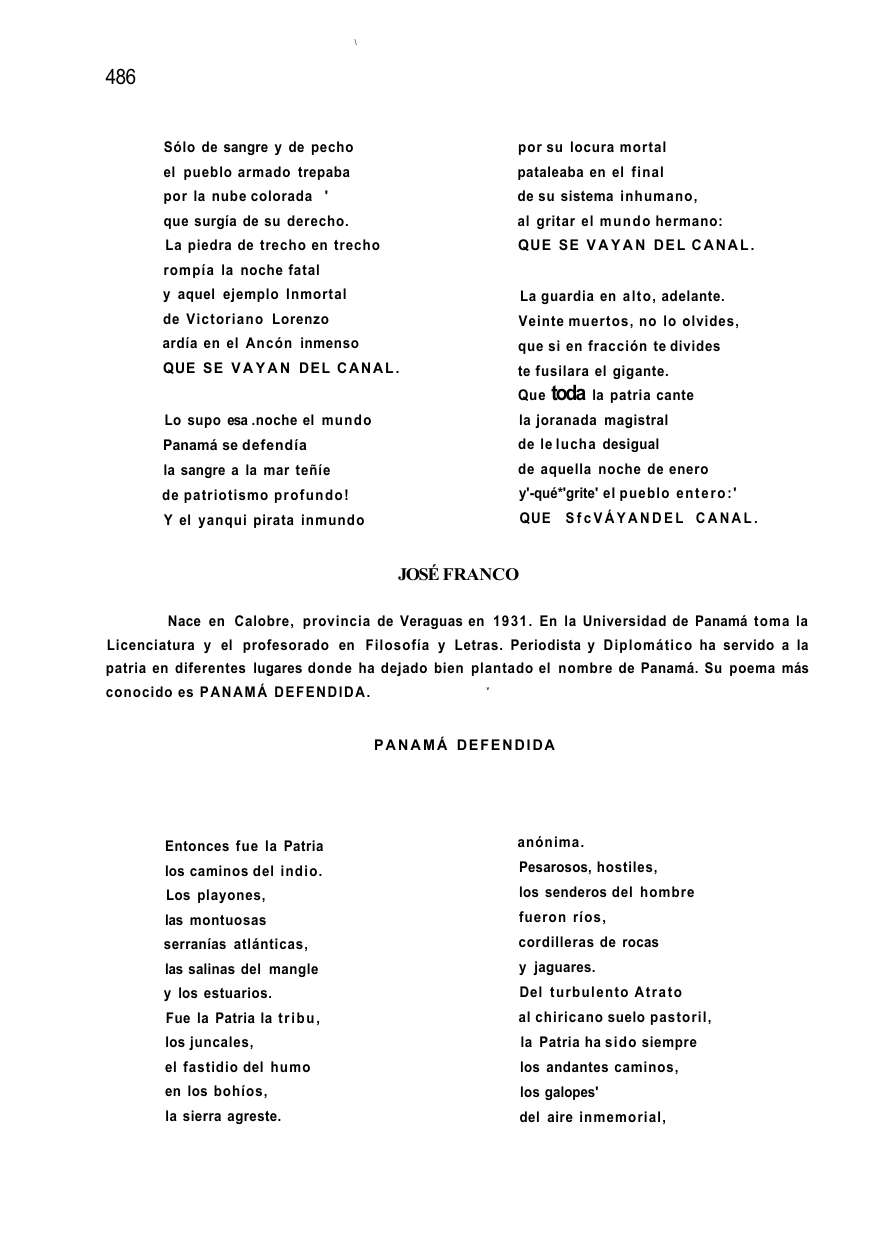 486
Sólo de sangre y de pecho
el pueblo armado trepaba
por la nube colorada '
que surgía de su derecho.
La piedra de trecho en trecho
rompía la noche fatal
y aquel ejemplo Inmortal
de Victoriano Lorenzo
ardía en el Ancón inmenso
QUE SE VAYAN DEL CANAL.
Lo supo esa .noche el mundo
Panamá se defendía
la sangre a la mar teñíe
de patriotismo profundo!
Y el yanqui pirata inmundo
por su locura mortal
pataleaba en el final
de su sistema inhumano,
al gritar el mundo hermano:
QUE SE VAYAN DEL CANAL.
La guardia en alto, adelante.
Veinte muertos, no lo olvides,
que si en fracción te divides
te fusilara el gigante.
Que toda la patria cante
la joranada magistral
de le lucha desigual
de aquella noche de enero
y'-qué*'grite' el pueblo entero:'
QUE SfcVÁYANDEL CANAL.
JOSÉ FRANCO
Nace en Calobre, provincia de Veraguas en 1931. En la Universidad de Panamá toma la
Licenciatura y el profesorado en Filosofía y Letras. Periodista y Diplomático ha servido a la
patria en diferentes lugares donde ha dejado bien plantado el nombre de Panamá. Su poema más
conocido es PANAMÁ DEFENDIDA.
PANAMÁ DEFENDIDA
Entonces fue la Patria
los caminos del indio.
Los playones,
las montuosas
serranías atlánticas,
las salinas del mangle
y los estuarios.
Fue la Patria la tribu,
los juncales,
el fastidio del humo
en los bohíos,
la sierra agreste.
anónima.
Pesarosos, hostiles,
los senderos del hombre
fueron ríos,
cordilleras de rocas
y jaguares.
Del turbulento Atrato
al chiricano suelo pastoril,
la Patria ha sido siempre
los andantes caminos,
los galopes'
del aire inmemorial,